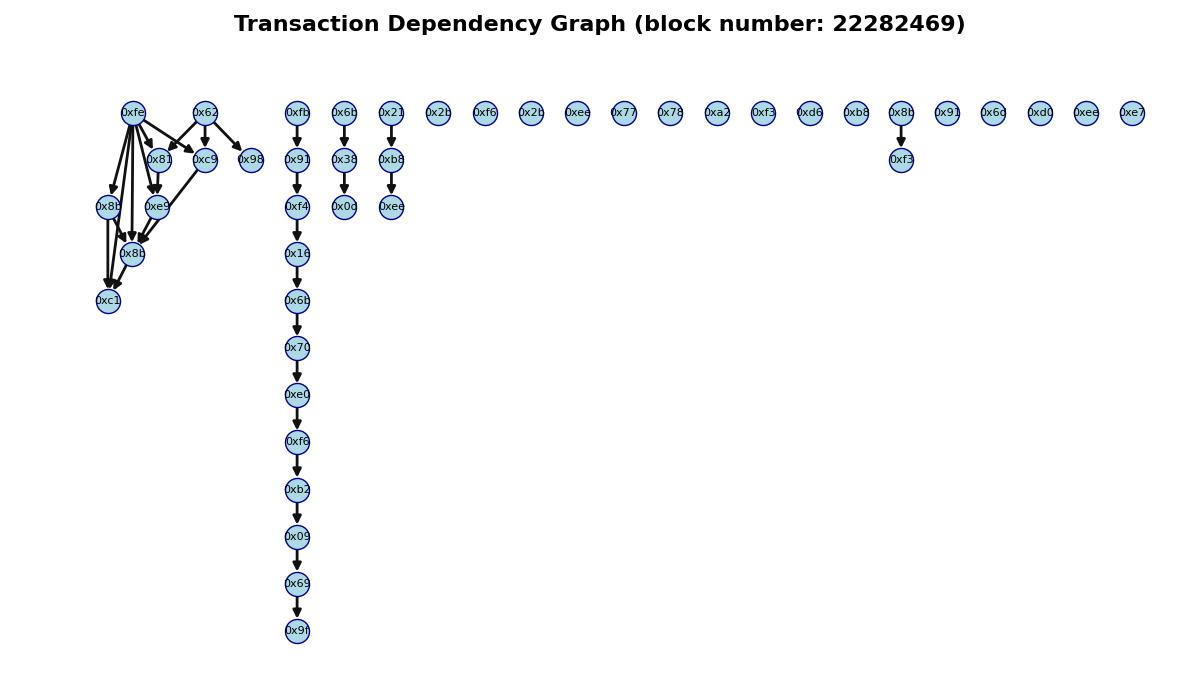 Transaction Dependency Graph (block number: 22282469)
0xfe 0x62 0xfb 0x6b 0x21 0x2b 0xf6 0x2b 0xee 0x77 0x78 0xa2 0xf3 0xd6 0xb8 0x8b 0x91 0x6d 0xd0 0xee 0xe7
0x81 0xc9 0x98 0x91 0x38 0xb8 0xf3
0x8b 0xe9 0xf4 0x0d 0xee
0x8b 0x16
0xc1 0x6b
0x70
0xe0
0xf6
0xb2
0x09
0x69
0x9f